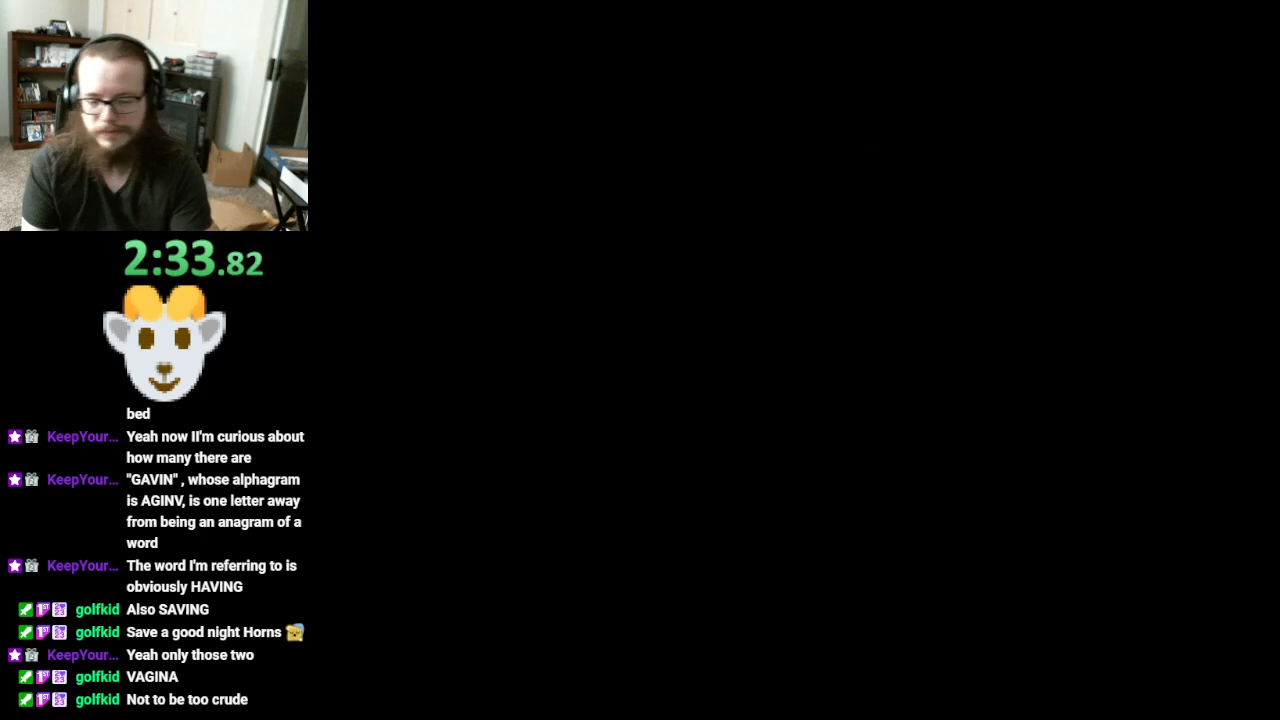 2:33.82
bed
KeepYour... Yeah now II'm curious about
how many there are
KeepYour... "GAVIN" , whose alphagram
is AGINV, is one letter away
from being an anagram of a
word
KeepYour... The word I'm referring to is
obviously HAVING
golfkid Also SAVING
golfkid Save a good night Horns
KeepYour... Yeah only those two
golfkid VAGINA
golfkid Not to be too crude